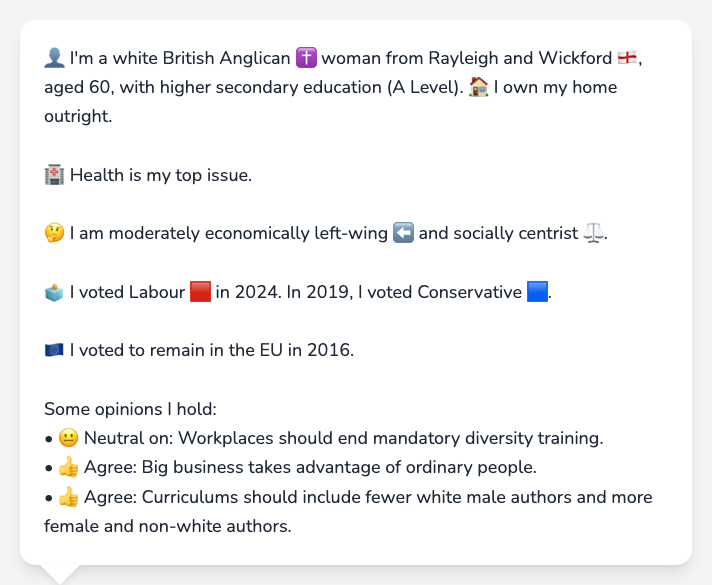 👤 I'm a white British Anglican ✝️ woman from Rayleigh and Wickford 🏴󠁧󠁢󠁥󠁮󠁧󠁿,
aged 60, with higher secondary education (A Level). 🏠 I own my home
outright.
🏥 Health is my top issue.
🤔 I am moderately economically left-wing ⬅️ and socially centrist ⚖️.
🗳️ I voted Labour 🟥 in 2024. In 2019, I voted Conservative 🟦.
🇪🇺 I voted to remain in the EU in 2016.
Some opinions I hold:
• 😐 Neutral on: Workplaces should end mandatory diversity training.
• 👍 Agree: Big business takes advantage of ordinary people.
• 👍 Agree: Curriculums should include fewer white male authors and more
female and non-white authors.